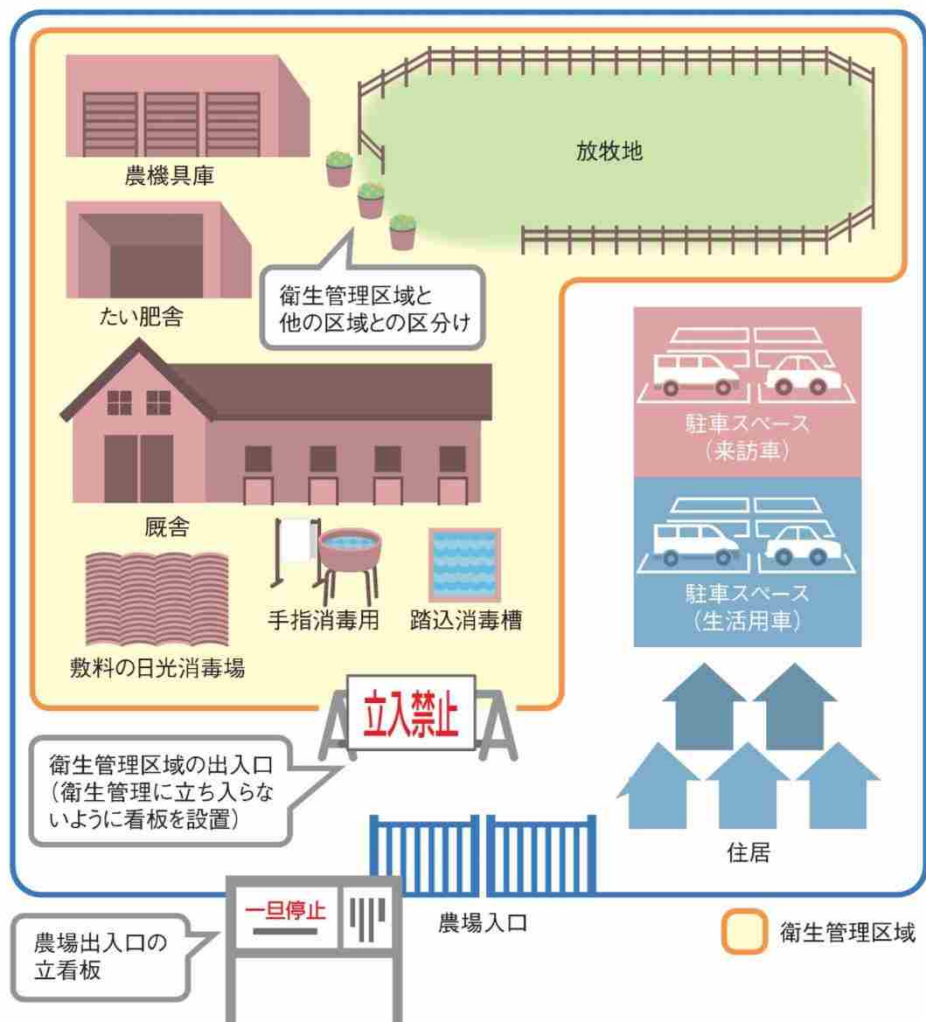 農機具庫
放牧地
たい肥舎
衛生管理区域と
他の区域との区分け
駐車スペース
（来訪車）
厩舎
駐車スペース
（生活用車）
手指消毒用
踏込消毒槽
敷料の日光消毒場
立入禁止
衛生管理区域の出入口
（衛生管理に立ち入らな
いように看板を設置）
住居
一旦停止
農場入口
農場出入口の
立看板
衛生管理区域